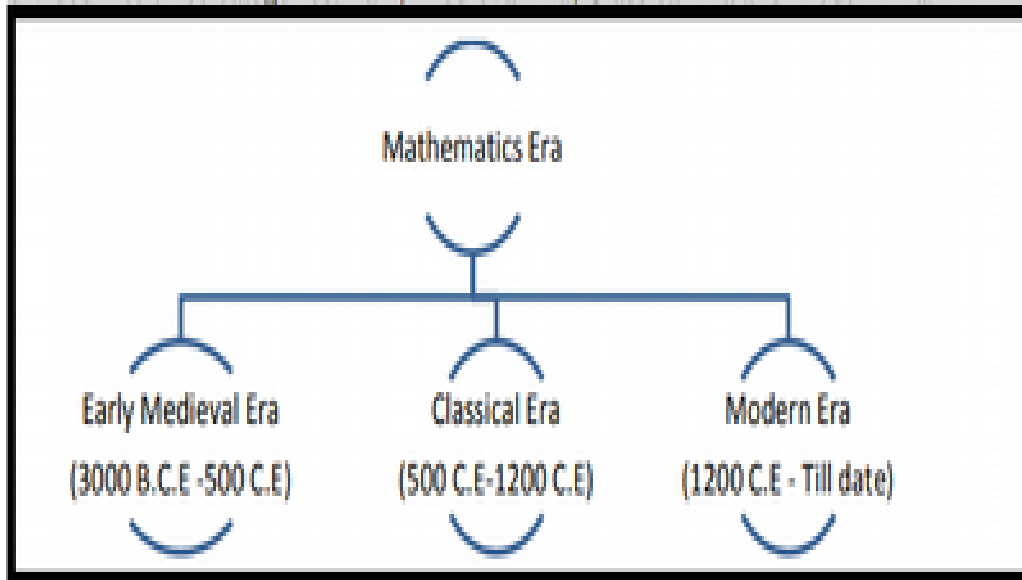 Mathematics Era
Early Medieval Era
(3000 B.C.E -500 C.E)
Classical Era
(500 C.E-1200 C.E)
Modern Era
(1200 C.E - Till date)